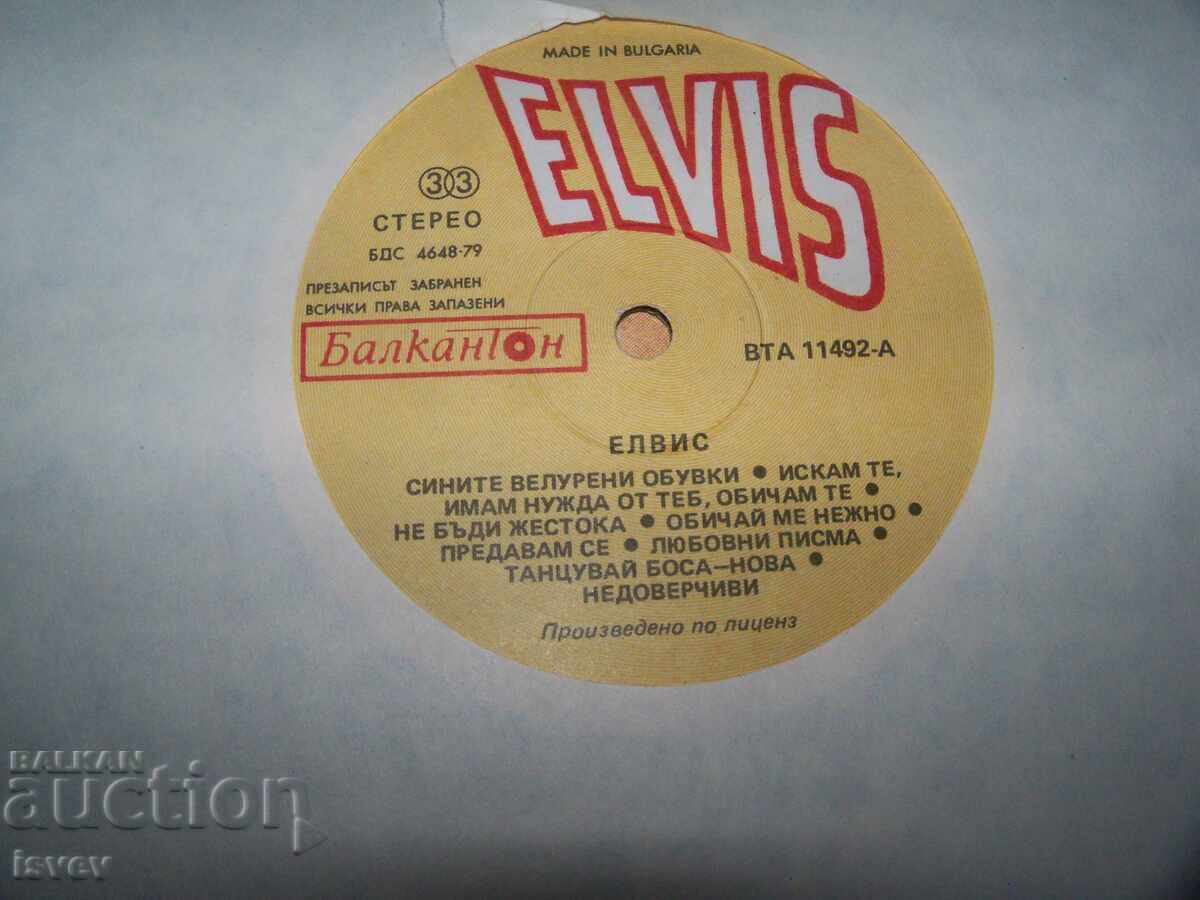 MADE IN BULGARIA
ELVIS
33
СТЕРЕО
БДС 4648-79
ПРЕЗАПИСЪТ ЗАБРАНЕН
ВСИЧКИ ПРАВА ЗАПАЗЕНИ
БалканТон
ВТА 11492-А
ЕЛВИС
СИНИТЕ ВЕЛУРЕНИ ОБУВКИ • ИСКАМ ТЕ,
ИМАМ НУЖДА ОТ ТЕБ, ОБИЧАМ ТЕ •
НЕ БЪДИ ЖЕСТОКА • ОБИЧАЙ МЕ НЕЖНО •
ПРЕДАВАМ СЕ • ЛЮБОВНИ ПИСМА •
ТАНЦУВАЙ БОСА–НОВА •
НЕДОВЕРЧИВИ
Произведено по лиценз
BALKAN
auction
isvev